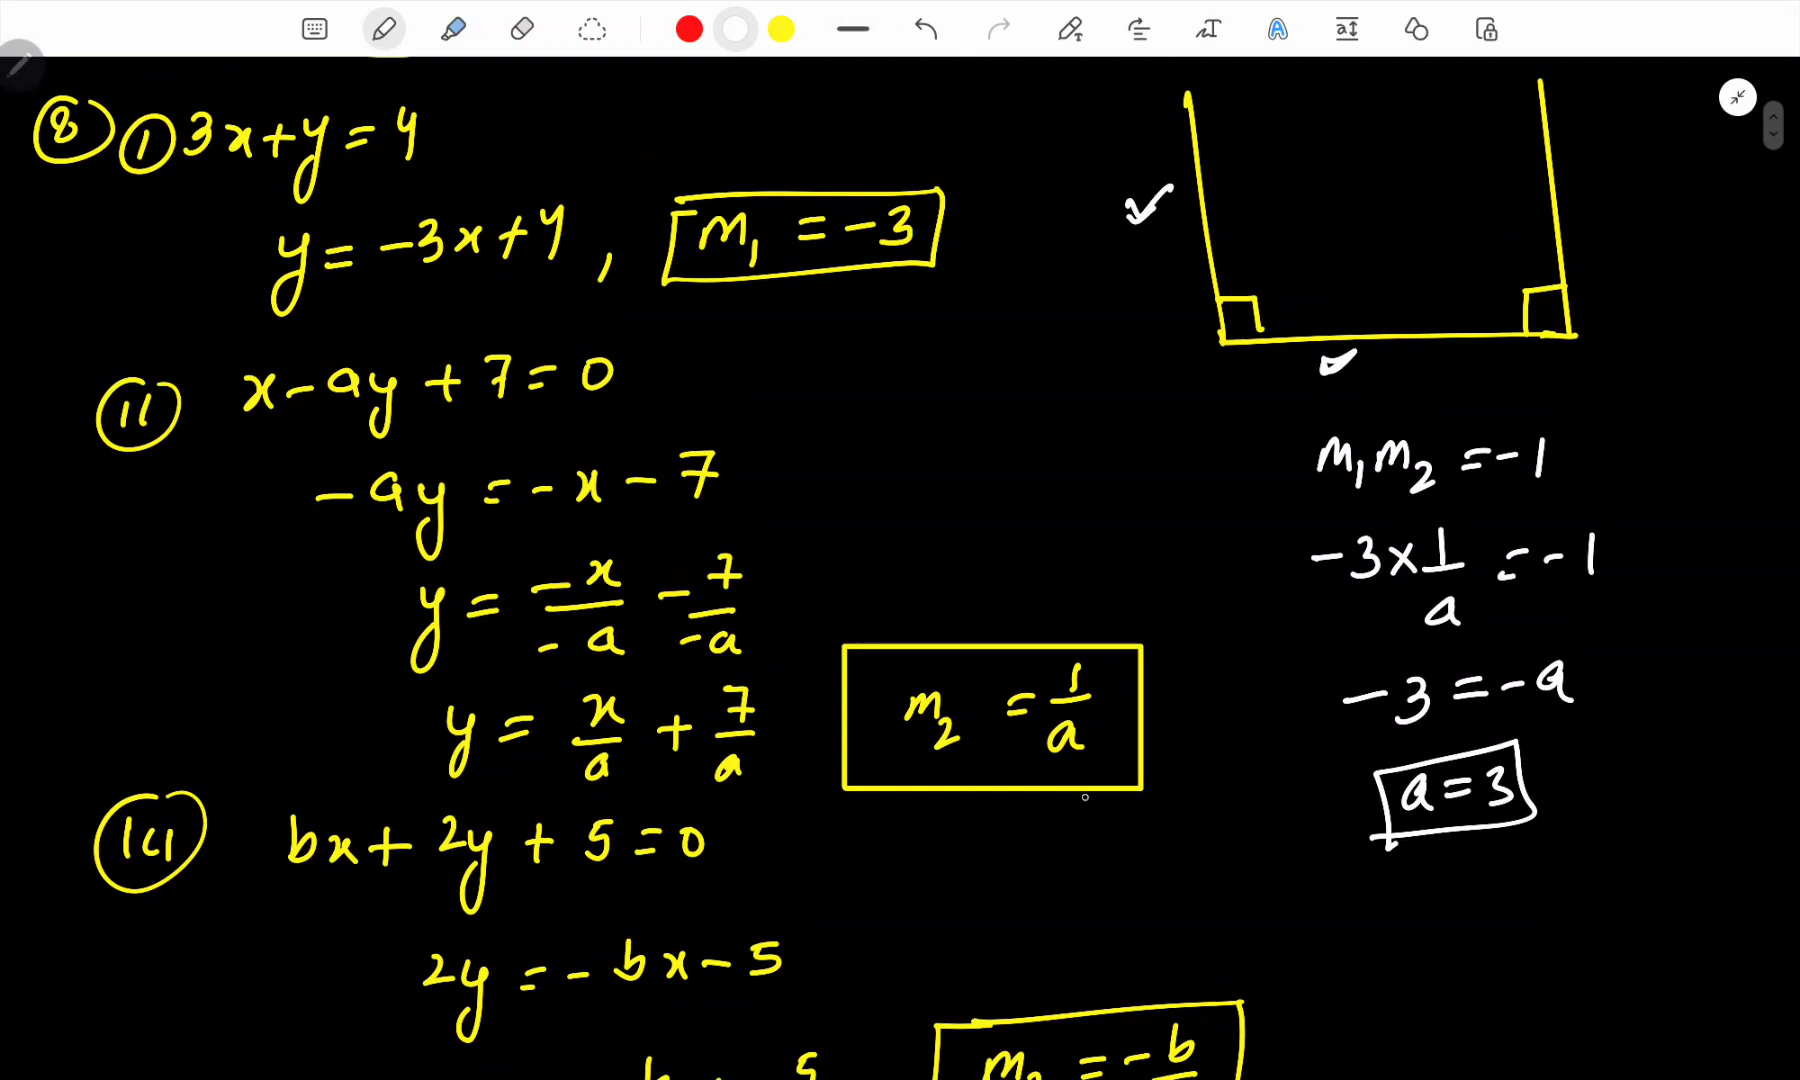 ⑧ ① 3x+y=4
y = -3x+4 , m₁ = -3
(ii) x - ay + 7 = 0
-ay = -x - 7
y = -x/-a - 7/-a
y = x/a + 7/a
m₂ = 1/a
(iii) bx + 2y + 5 = 0
2y = -bx - 5
m₁m₂ = -1
-3 x 1/a = -1
-3 = -a
a = 3